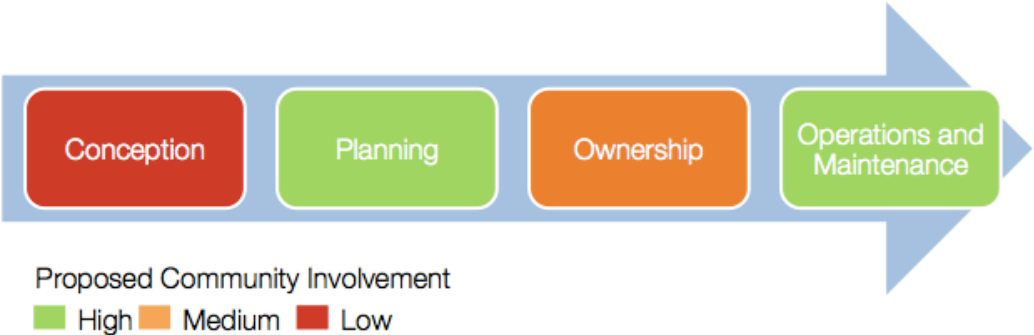 Conception
Planning
Ownership
Operations and
Maintenance
Proposed Community Involvement
High Medium Low